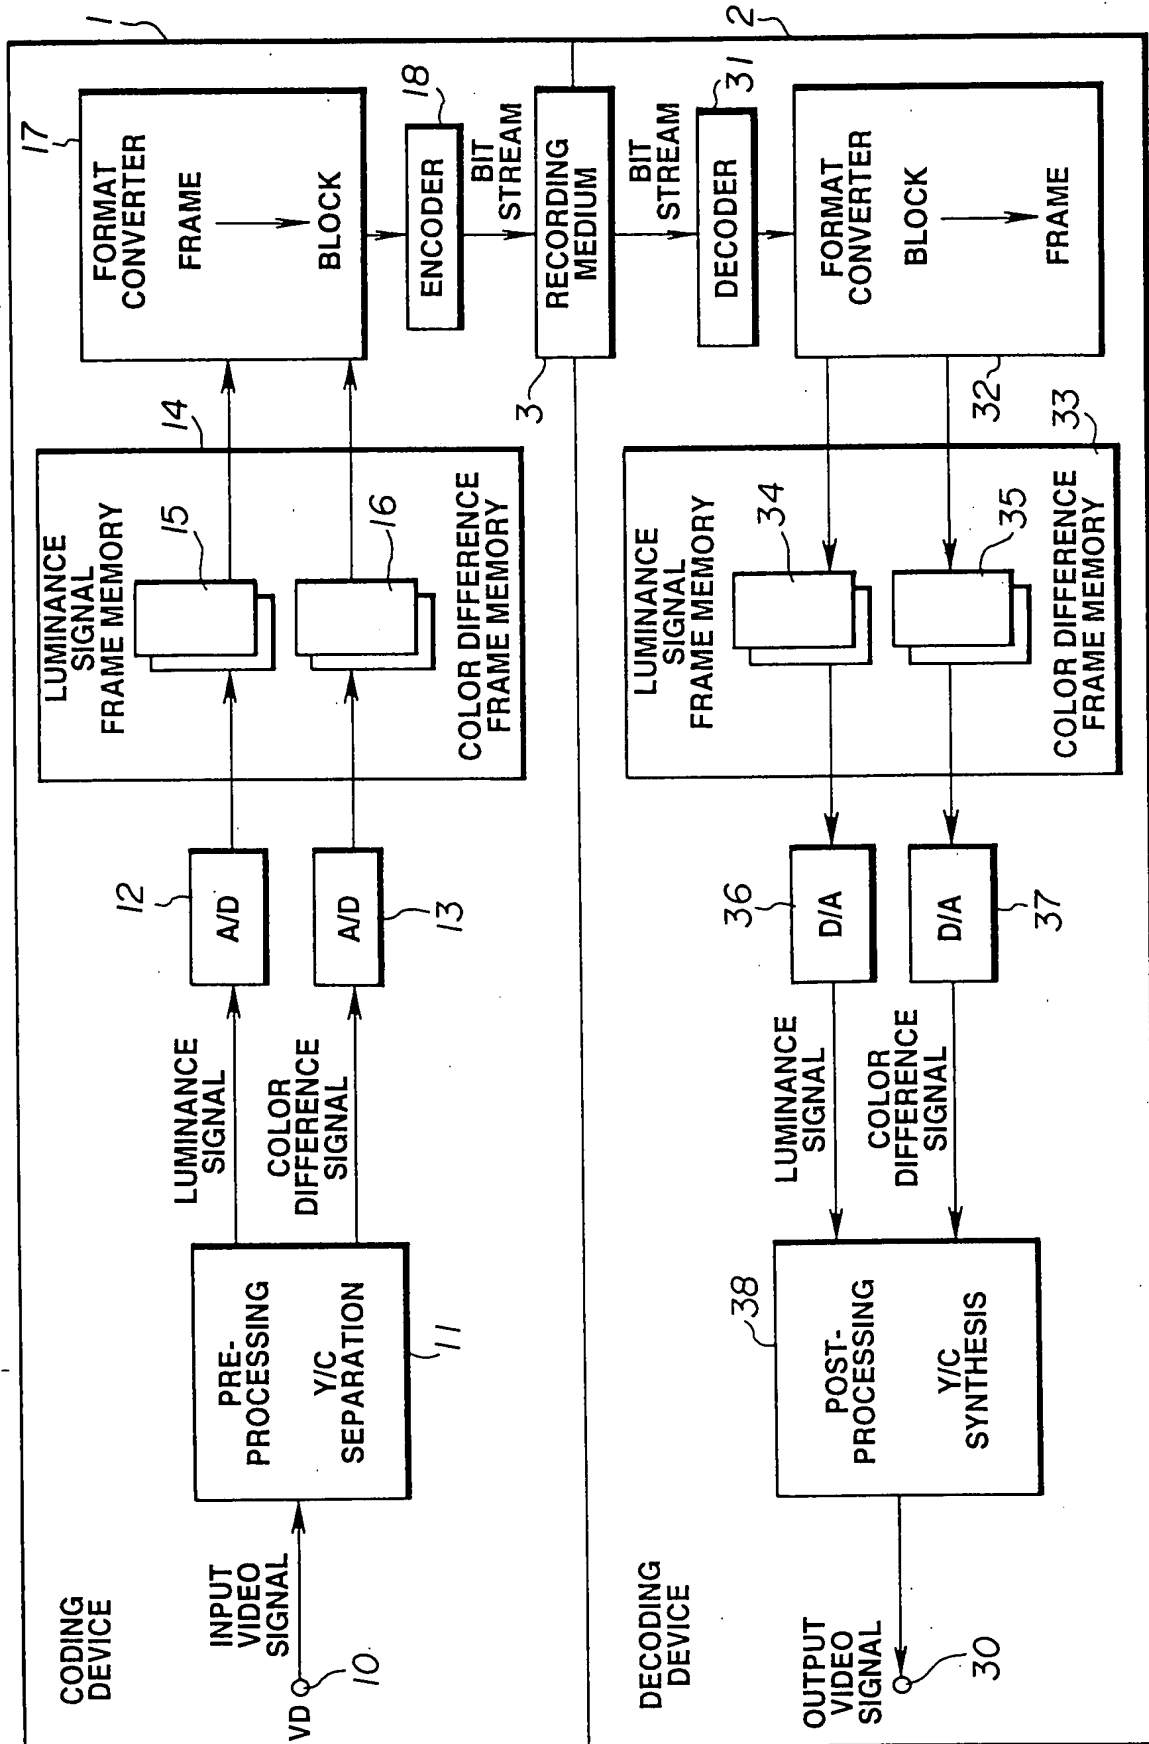 CODING
DEVICE
1
VD
10
INPUT
VIDEO
SIGNAL
PRE-
PROCESSING
Y/C
SEPARATION
11
LUMINANCE
SIGNAL
COLOR
DIFFERENCE
SIGNAL
12
A/D
A/D
13
LUMINANCE
SIGNAL
FRAME MEMORY
14
15
16
COLOR DIFFERENCE
FRAME MEMORY
17
FORMAT
CONVERTER
FRAME
BLOCK
ENCODER
18
BIT
STREAM
3
RECORDING
MEDIUM
BIT
STREAM
DECODER
31
2
FORMAT
CONVERTER
BLOCK
FRAME
32
33
LUMINANCE
SIGNAL
FRAME MEMORY
34
35
COLOR DIFFERENCE
FRAME MEMORY
36
D/A
D/A
37
LUMINANCE
SIGNAL
COLOR
DIFFERENCE
SIGNAL
38
POST-
PROCESSING
Y/C
SYNTHESIS
DECODING
DEVICE
OUTPUT
VIDEO
SIGNAL
30